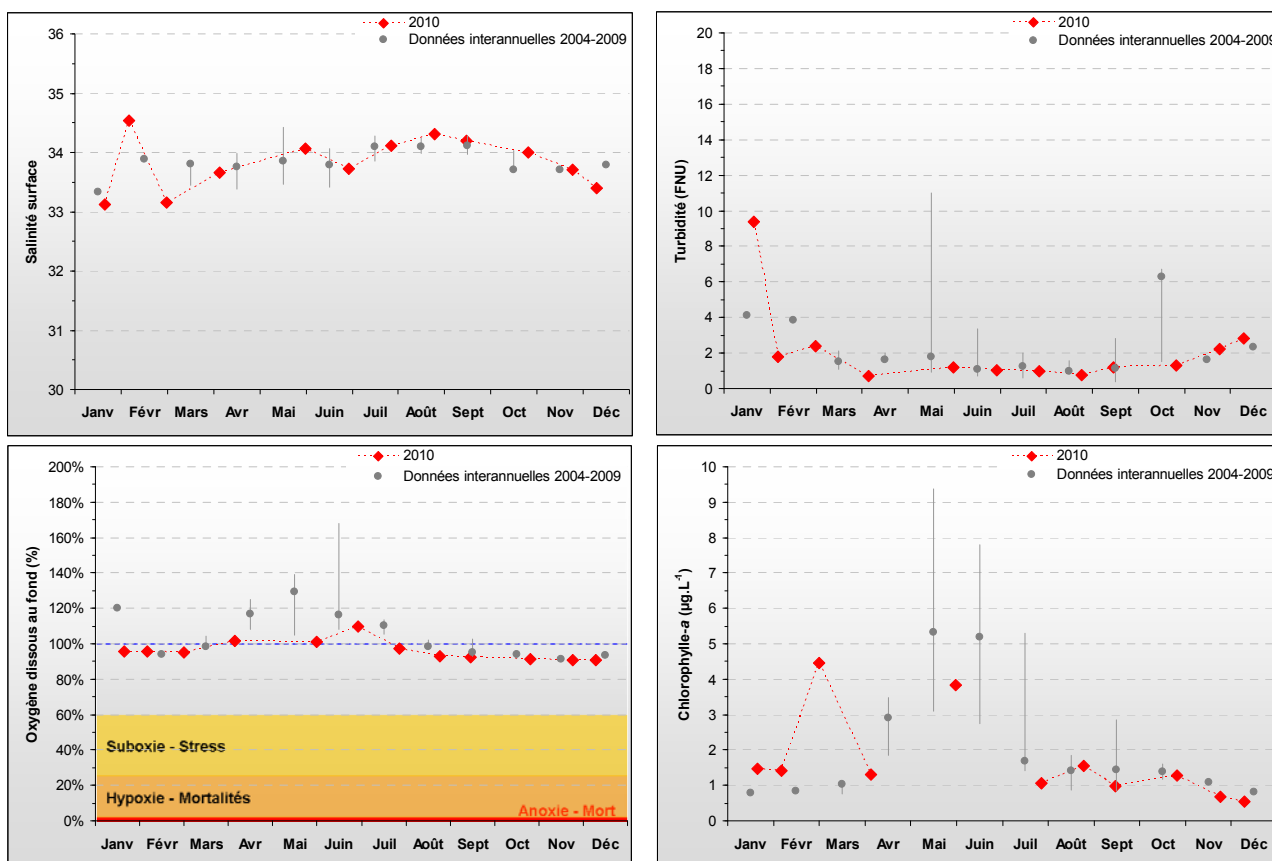 2010
Données interannuelles 2004-2009
Salinité surface
36
35
34
33
32
31
30
Janv Févr Mars Avr Mai Juin Juil Août Sept Oct Nov Déc
2010
Données interannuelles 2004-2009
Turbidité (FNU)
20
18
16
14
12
10
8
6
4
2
0
Janv Févr Mars Avr Mai Juin Juil Août Sept Oct Nov Déc
2010
Données interannuelles 2004-2009
Oxygène dissous au fond (%)
200%
180%
160%
140%
120%
100%
80%
60%
40%
20%
0%
Suboxie - Stress
Hypoxie - Mortalités
Anoxie - Mort
Janv Févr Mars Avr Mai Juin Juil Août Sept Oct Nov Déc
2010
Données interannuelles 2004-2009
Chlorophylle-a (µg.L⁻¹)
10
9
8
7
6
5
4
3
2
1
0
Janv Févr Mars Avr Mai Juin Juil Août Sept Oct Nov Déc